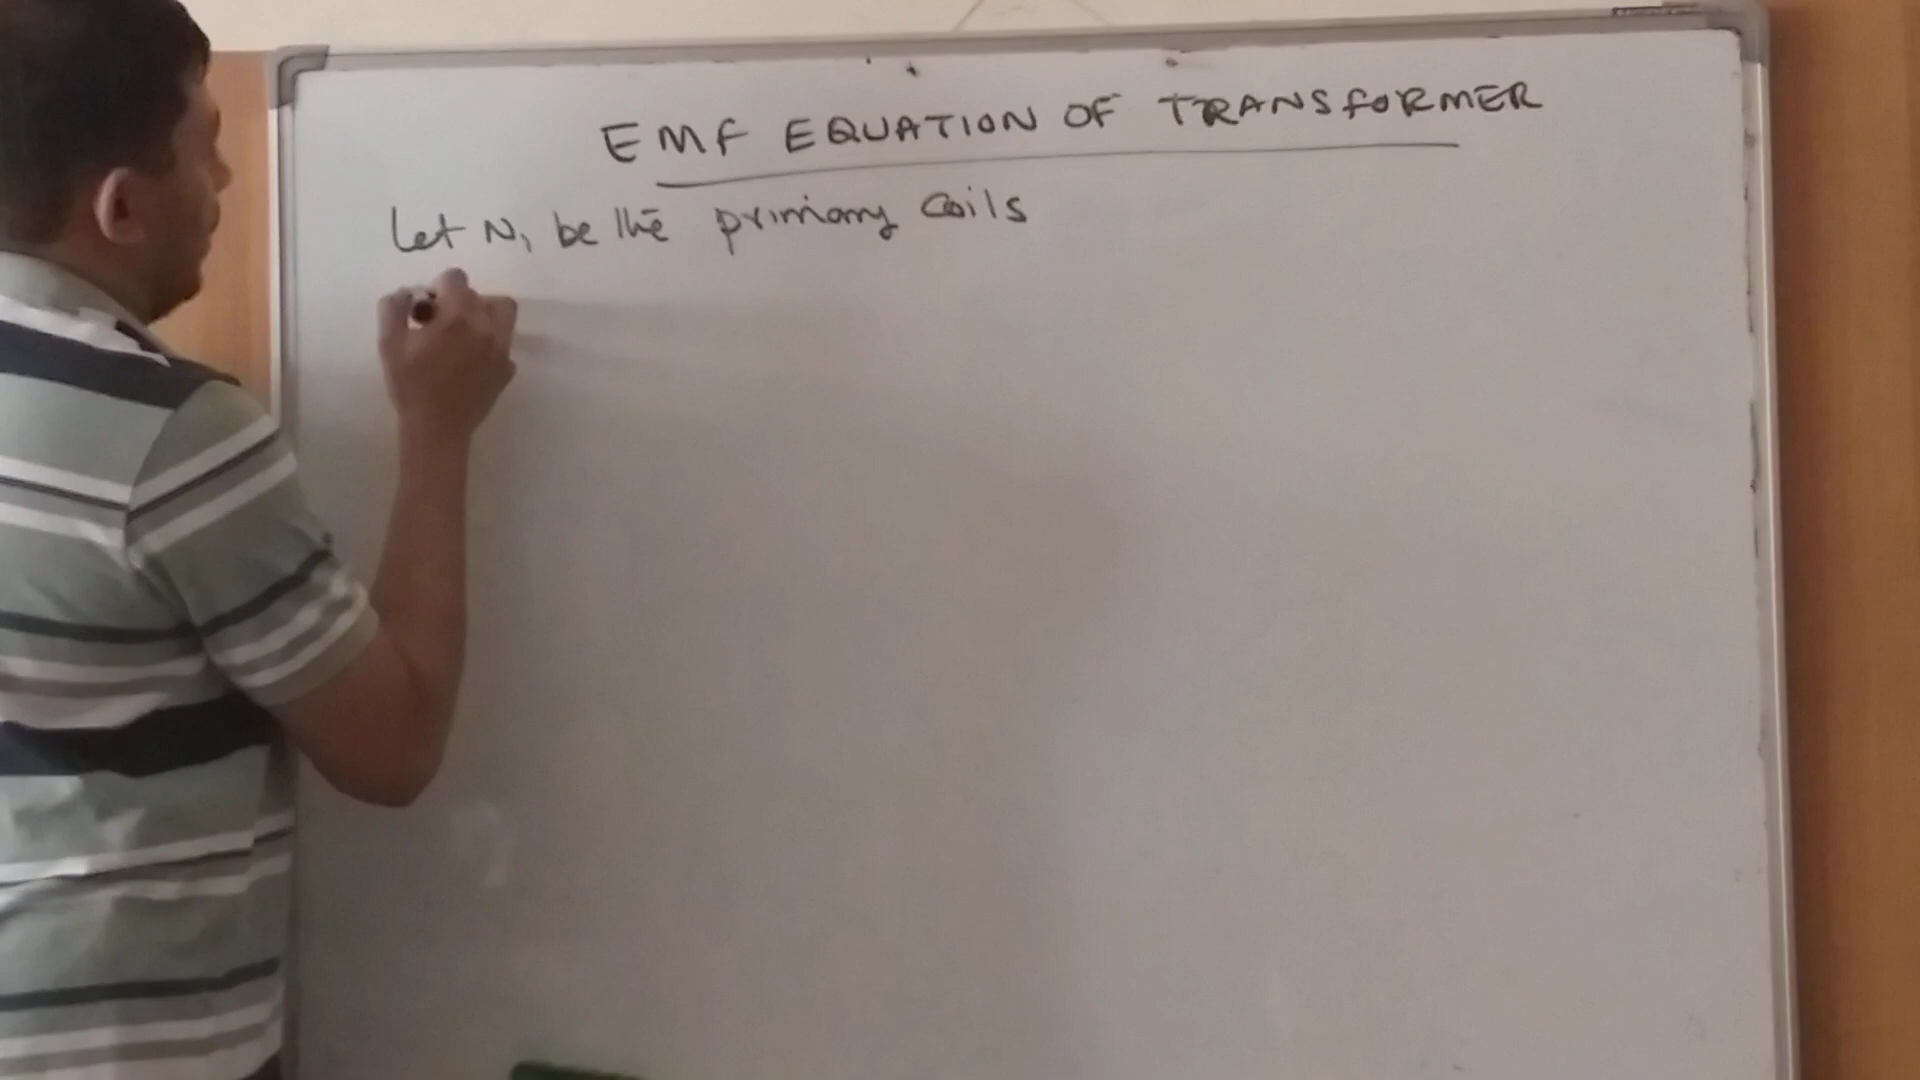 EMF EQUATION OF TRANSFORMER
Let N1 be the primary Coils